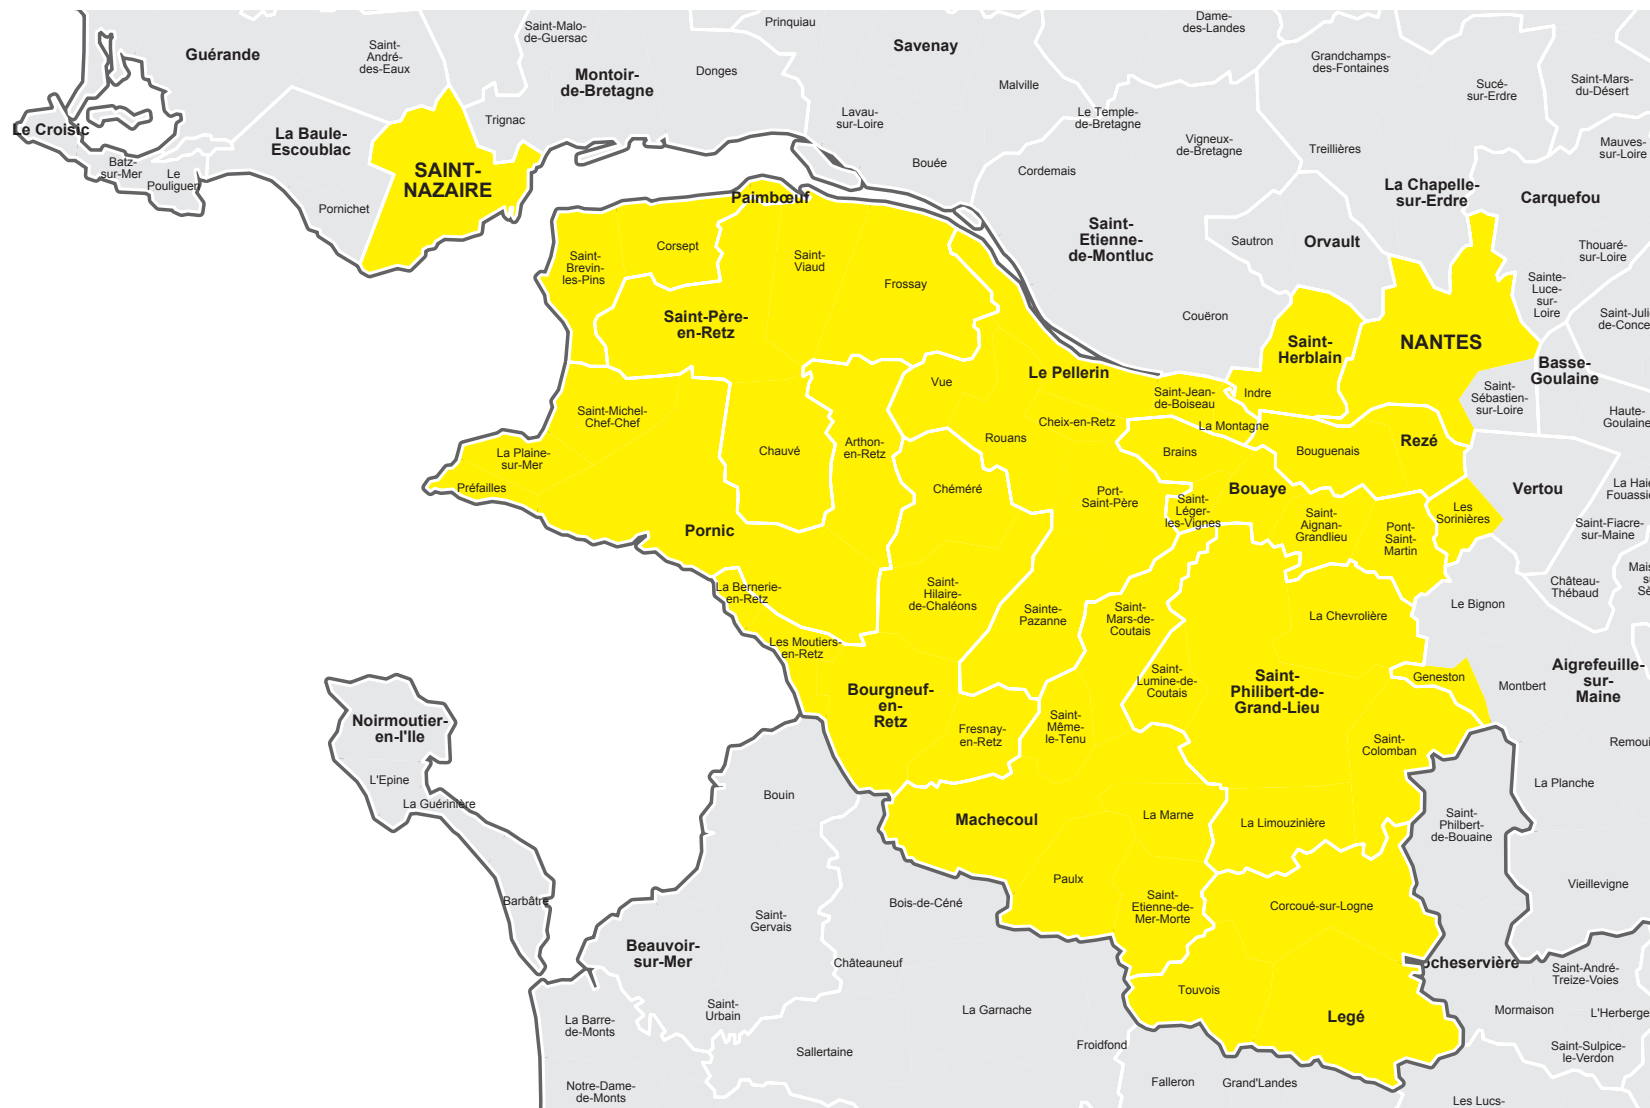 Prinquiau
Dame-
des-Landes
Saint-Malo-
de-Guersac
Guérande
Saint-
André-
des-Eaux
Savenay
Grandchamps-
des-Fontaines
Montoir-
de-Bretagne
Donges
Malville
Sucé-
sur-Erdre
Saint-Mars-
du-Désert
Trignac
Lavau-
sur-Loire
Le Temple-
de-Bretagne
Le Croisic
La Baule-
Escoublac
Vigneux-
de-Bretagne
Treillières
Mauves-
sur-Loire
Batz-
sur-Mer
Le
Pouliguen
SAINT-
NAZAIRE
Bouée
Cordemais
La Chapelle-
sur-Erdre
Carquefou
Pornichet
Paimbœuf
Saint-
Etienne-
de-Montluc
Sautron
Orvault
Thouaré-
sur-Loire
Saint-
Brevin-
les-Pins
Corsept
Saint-
Viaud
Frossay
Sainte-
Luce-
sur-
Loire
Saint-Père-
en-Retz
Couëron
Saint-Juli
de-Conce
Saint-
Herblain
NANTES
Basse-
Goulaine
Le Pellerin
Vue
Saint-Jean-
de-Boiseau
Indre
Saint-
Sébastien-
sur-Loire
Haute-
Goulaine
Saint-Michel-
Chef-Chef
Cheix-en-Retz
La Montagne
Rouans
Chauvé
Arthon-
en-Retz
Brains
Bouguenais
Rezé
La Plaine-
sur-Mer
Préfailles
Chéméré
Port-
Saint-Père
Bouaye
Vertou
La Haie
Fouassiè
Saint-
Léger-
les-Vignes
Saint-
Aignan-
Grandlieu
Les
Sorinières
Pornic
Pont-
Saint-
Martin
Saint-Fiacre-
sur-Maine
Mais
su
Sè
La Bernerie-
en-Retz
Saint-
Hilaire-
de-Chaléons
Château-
Thébaud
Sainte-
Pazanne
Saint-
Mars-de-
Coutais
La Chevrolière
Le Bignon
Les Moutiers-
en-Retz
Saint-
Lumine-de-
Coutais
Saint-
Philibert-de-
Grand-Lieu
Geneston
Montbert
Aigrefeuille-
sur-
Maine
Bourgneuf-
en-
Retz
Noirmoutier-
en-l'Ile
Fresnay-
en-Retz
Saint-
Même-
le-Tenu
Saint-
Colomban
Remoui
L'Epine
La Guérinière
Bouin
La Planche
Machecoul
La Marne
La Limouzinière
Saint-
Philbert-
de-Bouaine
Barbâtre
Paulx
Vieillevigne
Bois-de-Céné
Saint-
Etienne-de-
Mer-Morte
Corcoué-sur-Logne
Saint-
Gervais
Beauvoir-
sur-Mer
Châteauneuf
ocheservière
Saint-André-
Treize-Voies
Touvois
Saint-
Urbain
La Garnache
Legé
Mormaison
L'Herberge
La Barre-
de-Monts
Sallertaine
Froidfond
Saint-Sulpice-
le-Verdon
Notre-Dame-
de-Monts
Falleron
Grand'Landes
Les Lucs-